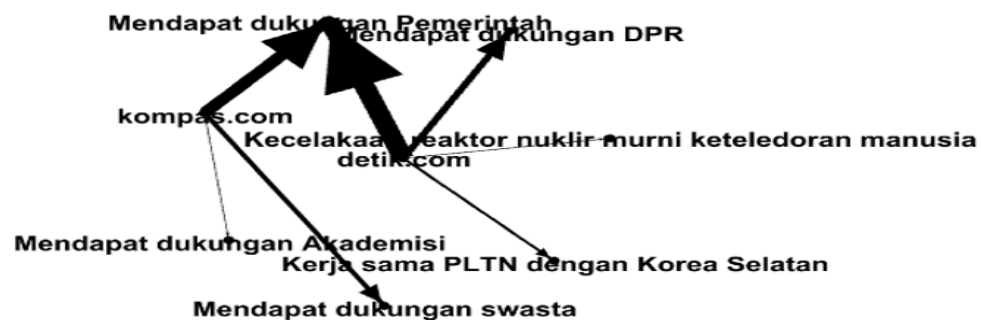 Mendapat dukungan Pemerintah
Mendapat dukungan DPR
kompas.com
Kecelakaan reaktor nuklir murni keteledoran manusia
detik.com
Mendapat dukungan Akademisi
Kerja sama PLTN dengan Korea Selatan
Mendapat dukungan swasta